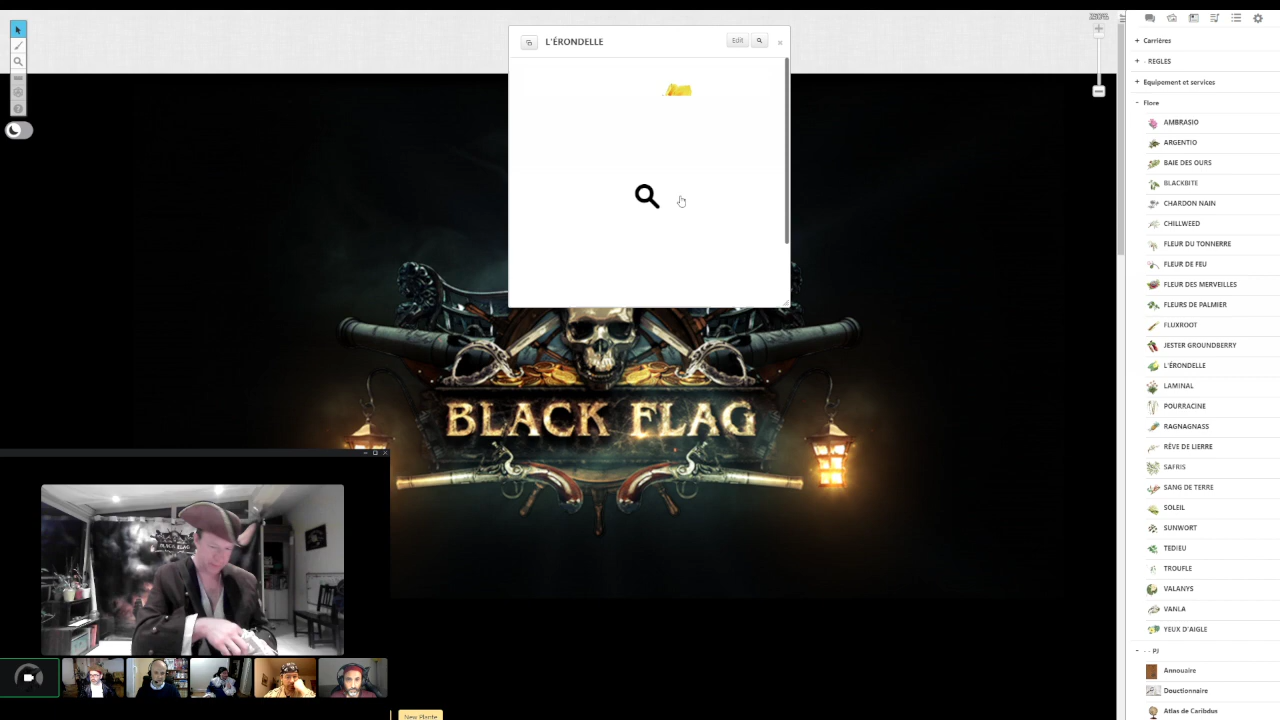 L'ÉRONDELLE
Edit
BLACK FLAG
BLACK FLAG
New Plante
Carrières
- REGLES
Equipement et services
Flore
AMBRASIO
ARGENTIO
BAIE DES OURS
BLACKBITE
CHARDON NAIN
CHILLWEED
FLEUR DU TONNERRE
FLEUR DE FEU
FLEUR DES MERVEILLES
FLEURS DE PALMIER
FLUXROOT
JESTER GROUNDBERRY
L'ÉRONDELLE
LAMINAL
POURRACINE
RAGNAGNASS
RÊVE DE LIERRE
SAFRIS
SANG DE TERRE
SOLEIL
SUNWORT
TEDIEU
TROUFLE
VALANYS
VANLA
YEUX D'AIGLE
- - PJ
Annouaire
Douctionnaire
Atlas de Caribdus